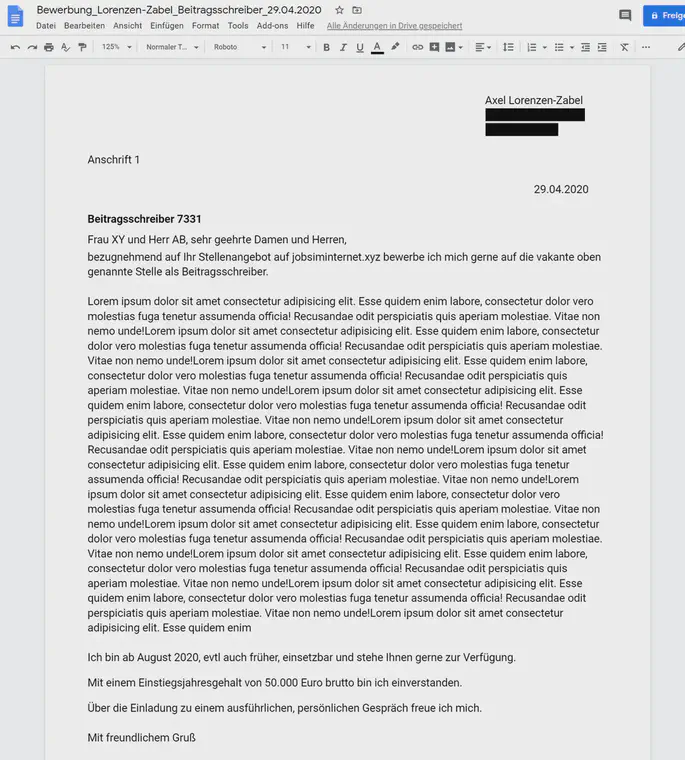 Bewerbung_Lorenzen-Zabel_Beitragsschreiber_29.04.2020
Datei Bearbeiten Ansicht Einfügen Format Tools Add-ons Hilfe Alle Änderungen in Drive gespeichert
125% Normaler T... Roboto 11 B I U A
Axel Lorenzen-Zabel
Anschrift 1
29.04.2020
Beitragsschreiber 7331
Frau XY und Herr AB, sehr geehrte Damen und Herren,
bezugnehmend auf Ihr Stellenangebot auf jobsiminternet.xyz bewerbe ich mich gerne auf die vakante oben
genannte Stelle als Beitragsschreiber.
Lorem ipsum dolor sit amet consectetur adipisicing elit. Esse quidem enim labore, consectetur dolor vero
molestias fuga tenetur assumenda officia! Recusandae odit perspiciatis quis aperiam molestiae. Vitae non
nemo unde!Lorem ipsum dolor sit amet consectetur adipisicing elit. Esse quidem enim labore, consectetur
dolor vero molestias fuga tenetur assumenda officia! Recusandae odit perspiciatis quis aperiam molestiae.
Vitae non nemo unde!Lorem ipsum dolor sit amet consectetur adipisicing elit. Esse quidem enim labore,
consectetur dolor vero molestias fuga tenetur assumenda officia! Recusandae odit perspiciatis quis
aperiam molestiae. Vitae non nemo unde!Lorem ipsum dolor sit amet consectetur adipisicing elit. Esse
quidem enim labore, consectetur dolor vero molestias fuga tenetur assumenda officia! Recusandae odit
perspiciatis quis aperiam molestiae. Vitae non nemo unde!Lorem ipsum dolor sit amet consectetur
adipisicing elit. Esse quidem enim labore, consectetur dolor vero molestias fuga tenetur assumenda officia!
Recusandae odit perspiciatis quis aperiam molestiae. Vitae non nemo unde!Lorem ipsum dolor sit amet
consectetur adipisicing elit. Esse quidem enim labore, consectetur dolor vero molestias fuga tenetur
assumenda officia! Recusandae odit perspiciatis quis aperiam molestiae. Vitae non nemo unde!Lorem
ipsum dolor sit amet consectetur adipisicing elit. Esse quidem enim labore, consectetur dolor vero
molestias fuga tenetur assumenda officia! Recusandae odit perspiciatis quis aperiam molestiae. Vitae non
nemo unde!Lorem ipsum dolor sit amet consectetur adipisicing elit. Esse quidem enim labore, consectetur
dolor vero molestias fuga tenetur assumenda officia! Recusandae odit perspiciatis quis aperiam molestiae.
Vitae non nemo unde!Lorem ipsum dolor sit amet consectetur adipisicing elit. Esse quidem enim labore,
consectetur dolor vero molestias fuga tenetur assumenda officia! Recusandae odit perspiciatis quis
aperiam molestiae. Vitae non nemo unde!Lorem ipsum dolor sit amet consectetur adipisicing elit. Esse
quidem enim labore, consectetur dolor vero molestias fuga tenetur assumenda officia! Recusandae odit
perspiciatis quis aperiam molestiae. Vitae non nemo unde!Lorem ipsum dolor sit amet consectetur
adipisicing elit. Esse quidem enim
Ich bin ab August 2020, evtl auch früher, einsetzbar und stehe Ihnen gerne zur Verfügung.
Mit einem Einstiegsjahresgehalt von 50.000 Euro brutto bin ich einverstanden.
Über die Einladung zu einem ausführlichen, persönlichen Gespräch freue ich mich.
Mit freundlichem Gruß